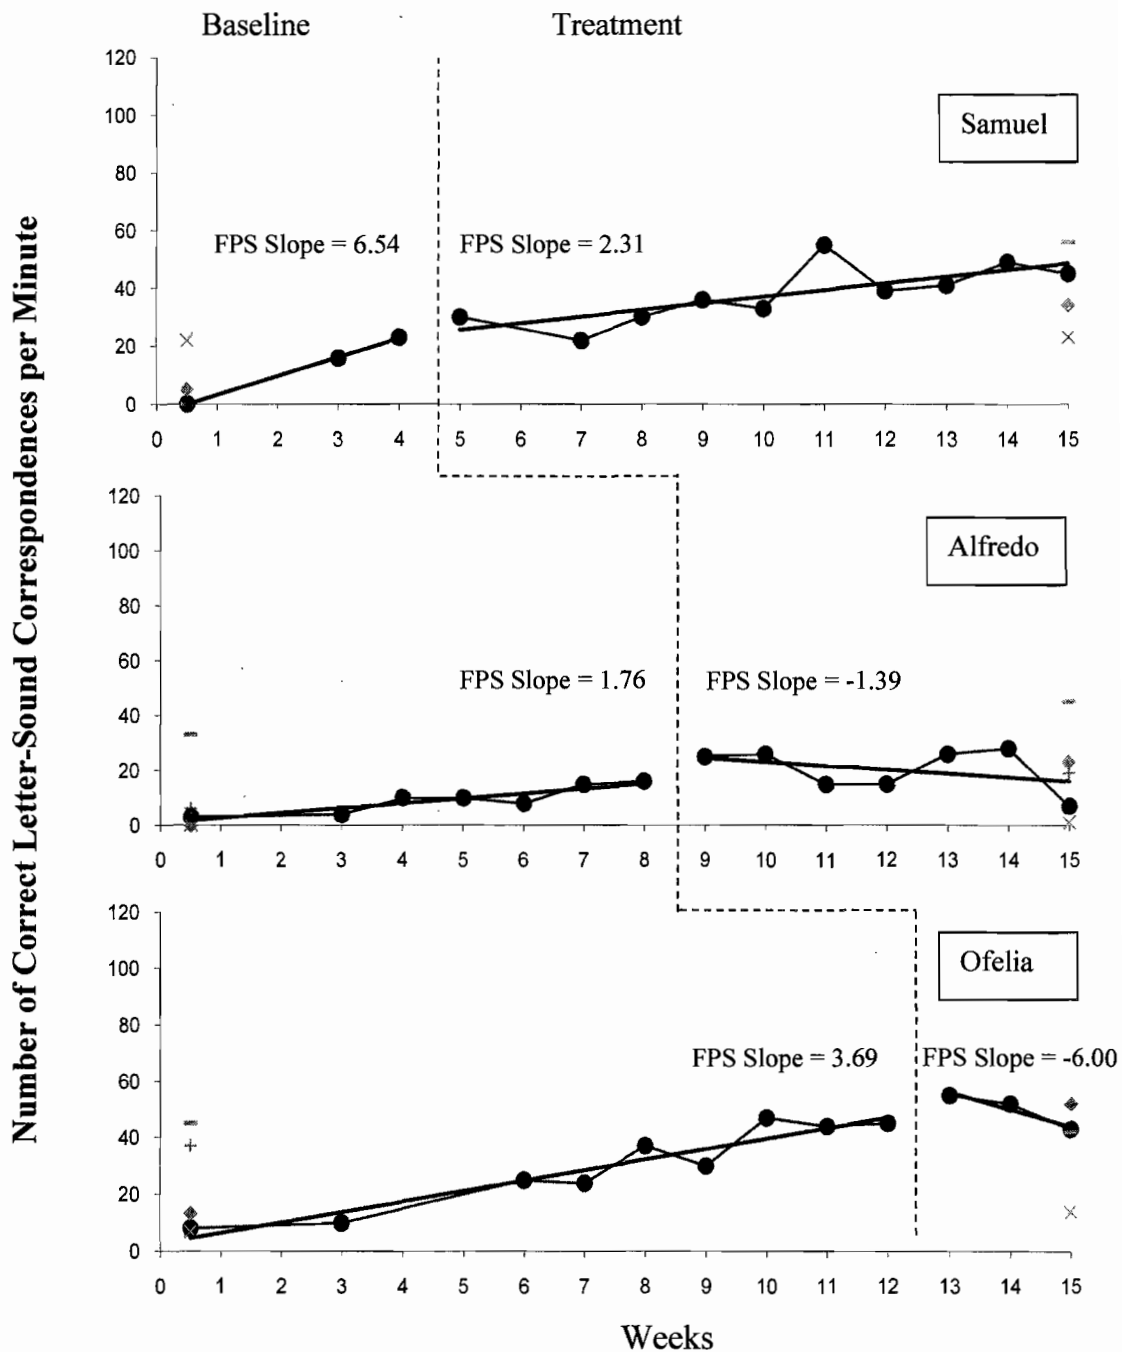 Baseline Treatment
Number of Correct Letter-Sound Correspondences per Minute
120
100
80
60
40
20
0
Samuel
FPS Slope = 6.54 FPS Slope = 2.31
0 1 2 3 4 5 6 7 8 9 10 11 12 13 14 15
120
100
80
60
40
20
0
Alfredo
FPS Slope = 1.76 FPS Slope = -1.39
0 1 2 3 4 5 6 7 8 9 10 11 12 13 14 15
120
100
80
60
40
20
0
Ofelia
FPS Slope = 3.69 FPS Slope = -6.00
0 1 2 3 4 5 6 7 8 9 10 11 12 13 14 15
Weeks